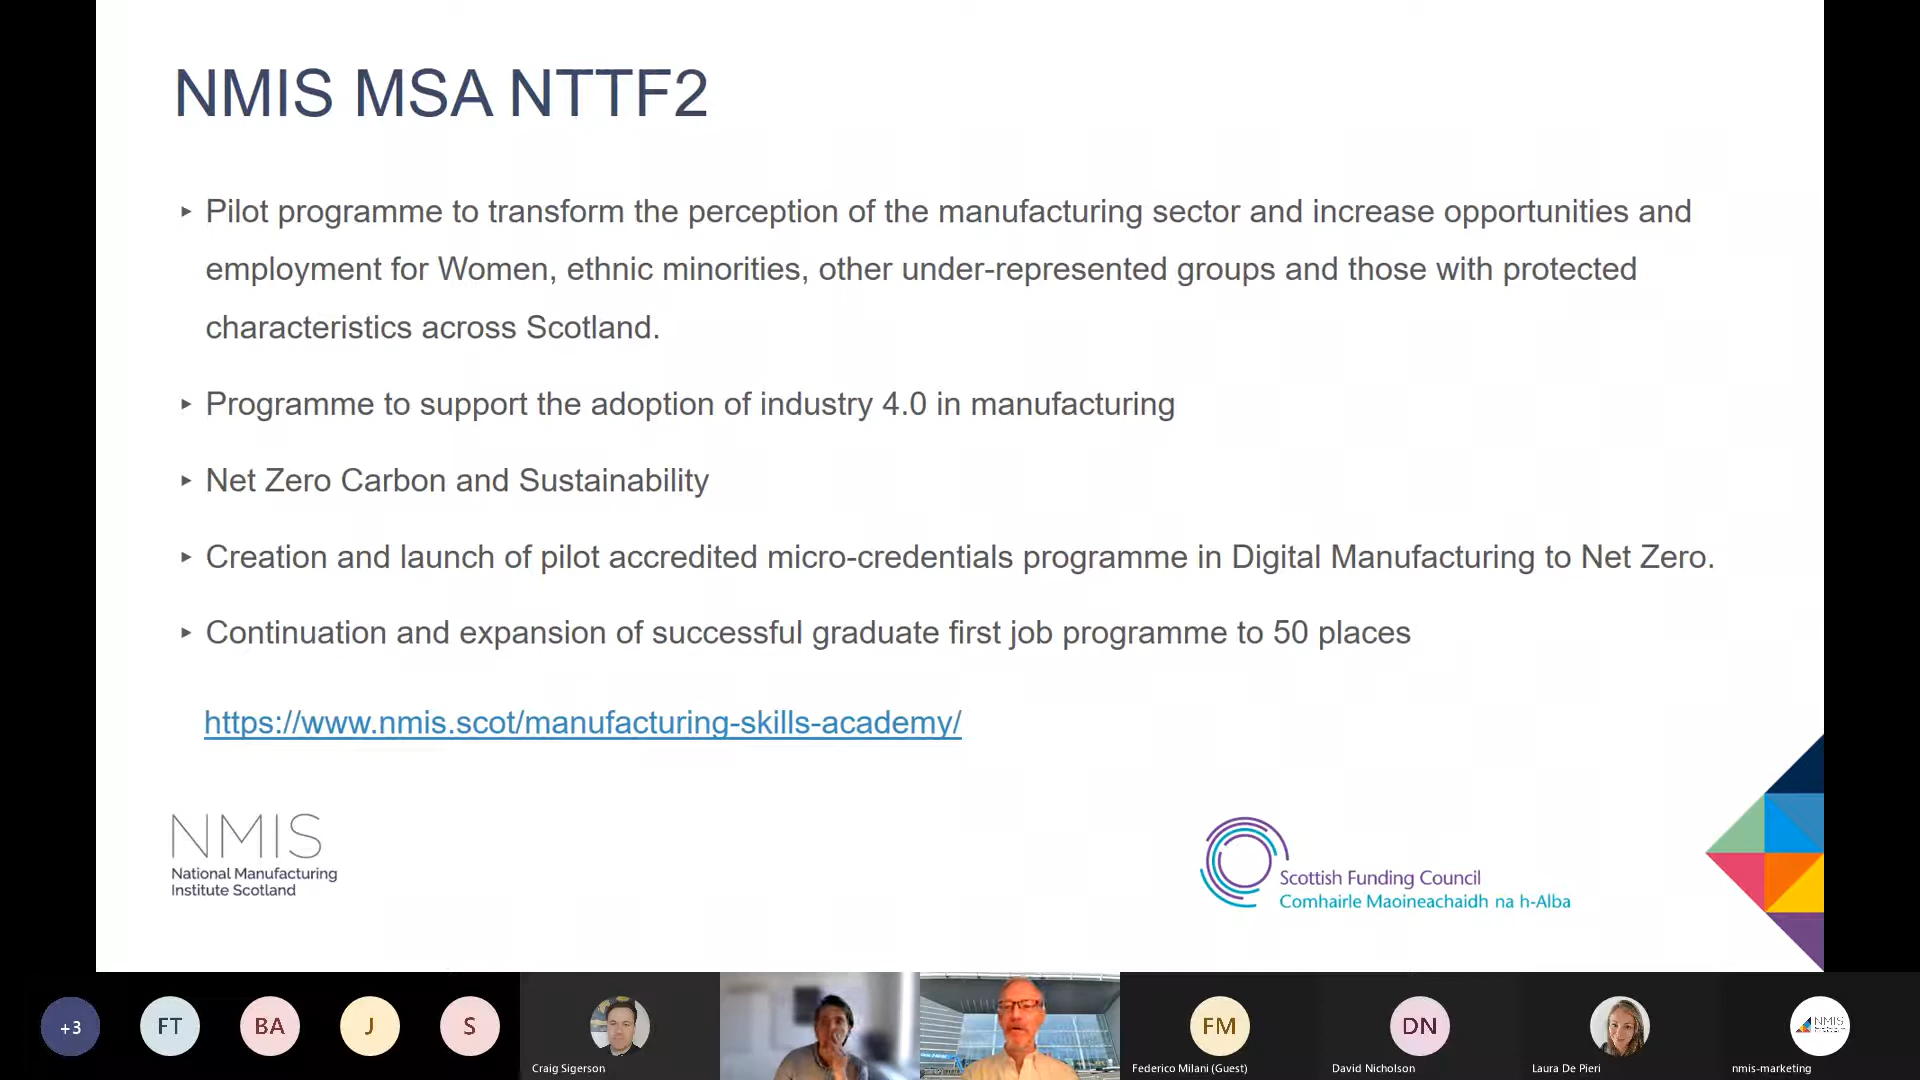 NMIS MSA NTTF2
‣ Pilot programme to transform the perception of the manufacturing sector and increase opportunities and
employment for Women, ethnic minorities, other under-represented groups and those with protected
characteristics across Scotland.
‣ Programme to support the adoption of industry 4.0 in manufacturing
‣ Net Zero Carbon and Sustainability
‣ Creation and launch of pilot accredited micro-credentials programme in Digital Manufacturing to Net Zero.
‣ Continuation and expansion of successful graduate first job programme to 50 places
https://www.nmis.scot/manufacturing-skills-academy/
NMIS
National Manufacturing
Institute Scotland
Scottish Funding Council
Comhairle Maoineachaidh na h-Alba
+3
FT
BA
J
S
Craig Sigerson
FM
Federico Milani (Guest)
DN
David Nicholson
Laura De Pieri
NMIS
nmis-marketing